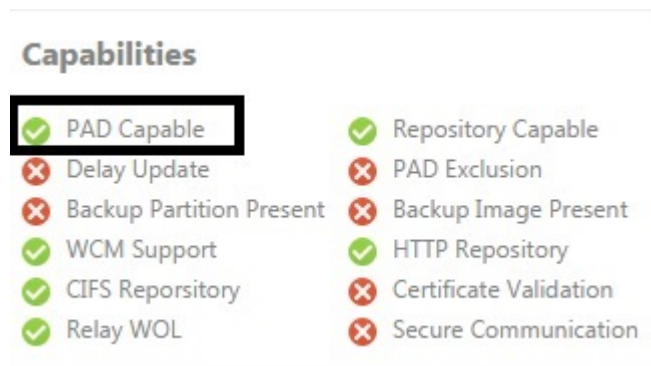 Capabilities
PAD Capable
Repository Capable
Delay Update
PAD Exclusion
Backup Partition Present
Backup Image Present
WCM Support
HTTP Repository
CIFS Reporsitory
Certificate Validation
Relay WOL
Secure Communication